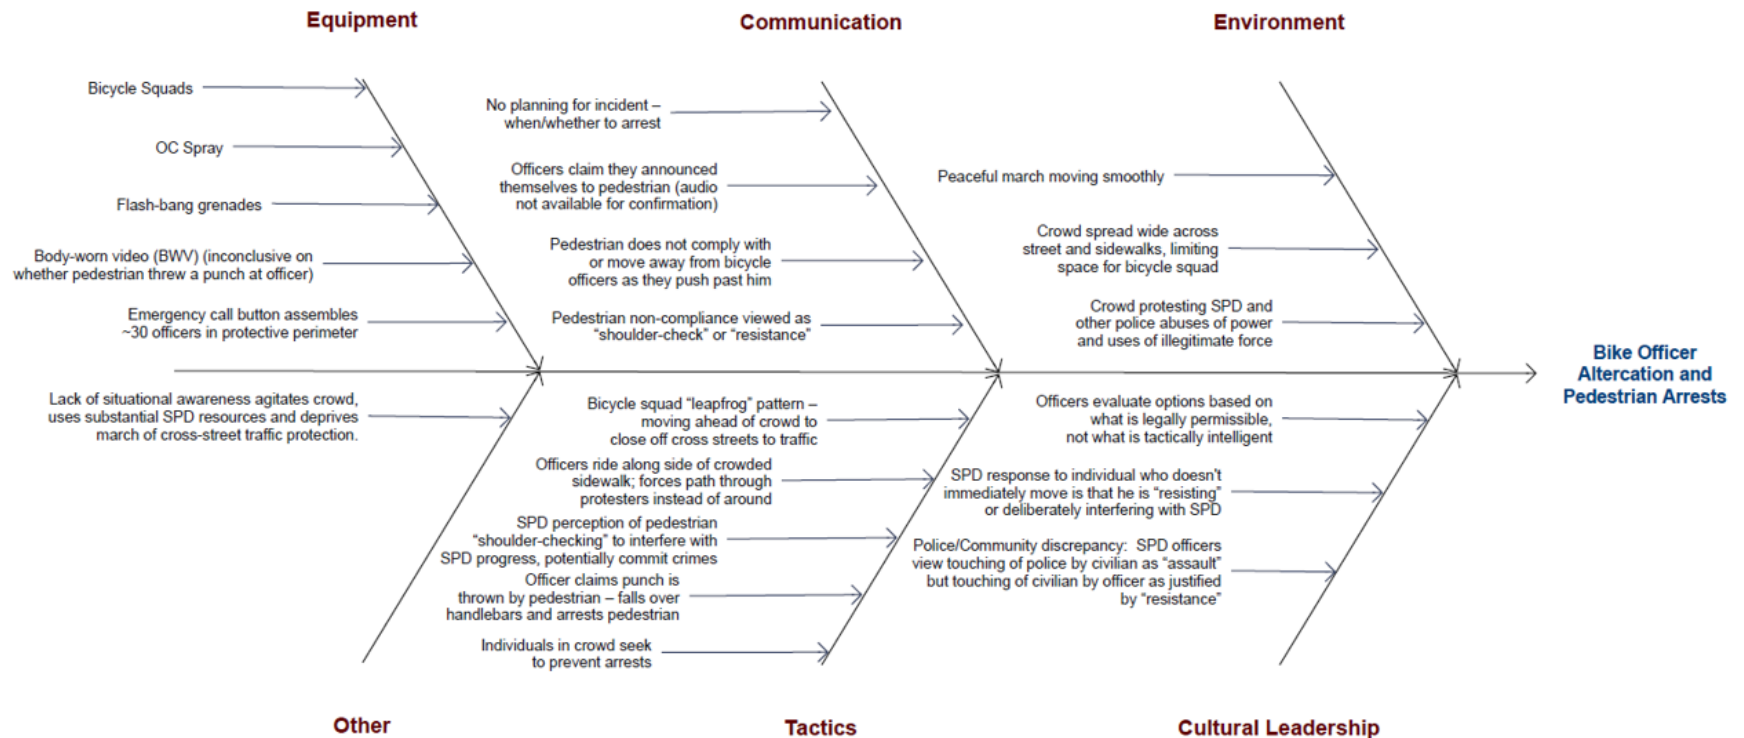 Equipment
Communication
Environment
Bicycle Squads
OC Spray
Flash-bang grenades
Body-worn video (BWV) (inconclusive on
whether pedestrian threw a punch at officer)
Emergency call button assembles
~30 officers in protective perimeter
No planning for incident –
when/whether to arrest
Officers claim they announced
themselves to pedestrian (audio
not available for confirmation)
Pedestrian does not comply with
or move away from bicycle
officers as they push past him
Pedestrian non-compliance viewed as
“shoulder-check” or “resistance”
Peaceful march moving smoothly
Crowd spread wide across
street and sidewalks, limiting
space for bicycle squad
Crowd protesting SPD and
other police abuses of power
and uses of illegitimate force
Bike Officer
Altercation and
Pedestrian Arrests
Lack of situational awareness agitates crowd,
uses substantial SPD resources and deprives
march of cross-street traffic protection.
Bicycle squad “leapfrog” pattern –
moving ahead of crowd to
close off cross streets to traffic
Officers ride along side of crowded
sidewalk; forces path through
protesters instead of around
SPD perception of pedestrian
“shoulder-checking” to interfere with
SPD progress, potentially commit crimes
Officer claims punch is
thrown by pedestrian – falls over
handlebars and arrests pedestrian
Individuals in crowd seek
to prevent arrests
Officers evaluate options based on
what is legally permissible,
not what is tactically intelligent
SPD response to individual who doesn't
immediately move is that he is “resisting”
or deliberately interfering with SPD
Police/Community discrepancy: SPD officers
view touching of police by civilian as “assault”
but touching of civilian by officer as justified
by “resistance”
Other
Tactics
Cultural Leadership